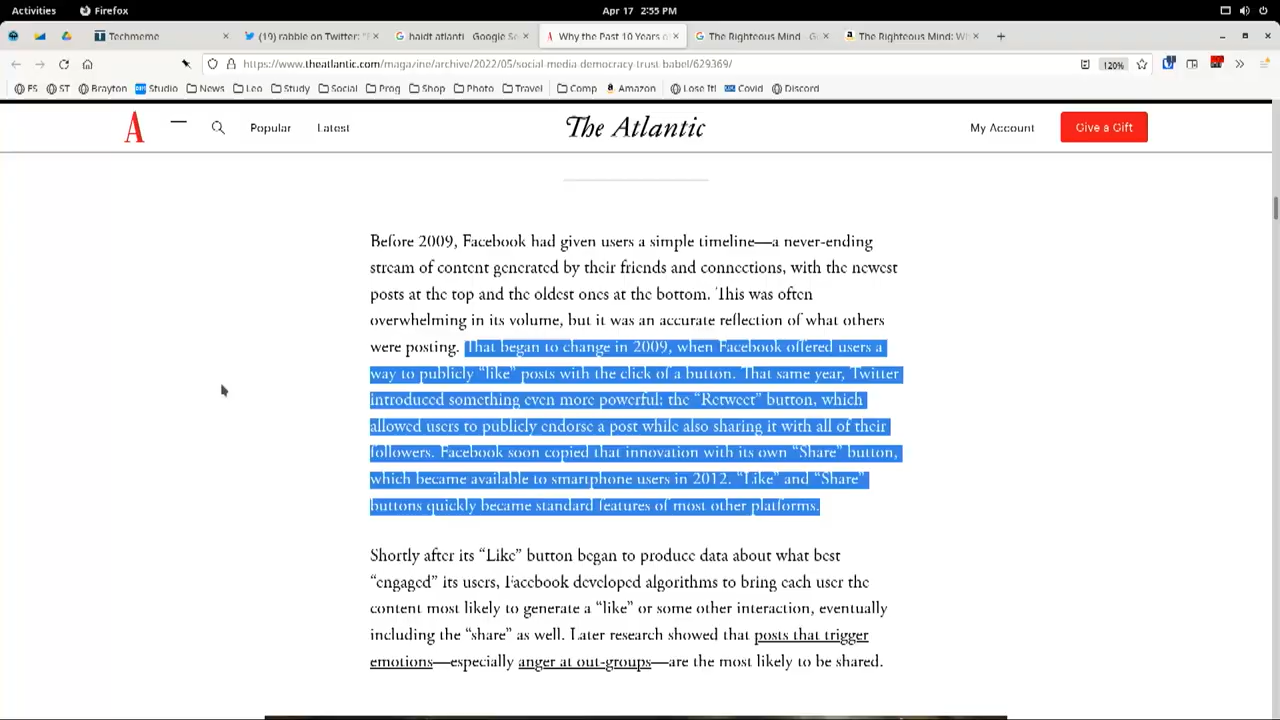 Activities Firefox Apr 17 2:55 PM
Techmeme × (19) rabble on Twitter: "F × haidt atlanti - Google Se × Why the Past 10 Years o × The Righteous Mind - Go × The Righteous Mind: Wh × +
https://www.theatlantic.com/magazine/archive/2022/05/social-media-democracy-trust-babel/629369/ 120%
FS ST Brayton Studio News Leo Study Social Prog Shop Photo Travel Comp Amazon Lose It! Covid Discord
A Popular Latest The Atlantic My Account Give a Gift
Before 2009, Facebook had given users a simple timeline—a never-ending
stream of content generated by their friends and connections, with the newest
posts at the top and the oldest ones at the bottom. This was often
overwhelming in its volume, but it was an accurate reflection of what others
were posting. That began to change in 2009, when Facebook offered users a
way to publicly “like” posts with the click of a button. That same year, Twitter
introduced something even more powerful: the “Retweet” button, which
allowed users to publicly endorse a post while also sharing it with all of their
followers. Facebook soon copied that innovation with its own “Share” button,
which became available to smartphone users in 2012. “Like” and “Share”
buttons quickly became standard features of most other platforms.
Shortly after its “Like” button began to produce data about what best
“engaged” its users, Facebook developed algorithms to bring each user the
content most likely to generate a “like” or some other interaction, eventually
including the “share” as well. Later research showed that posts that trigger
emotions—especially anger at out-groups—are the most likely to be shared.